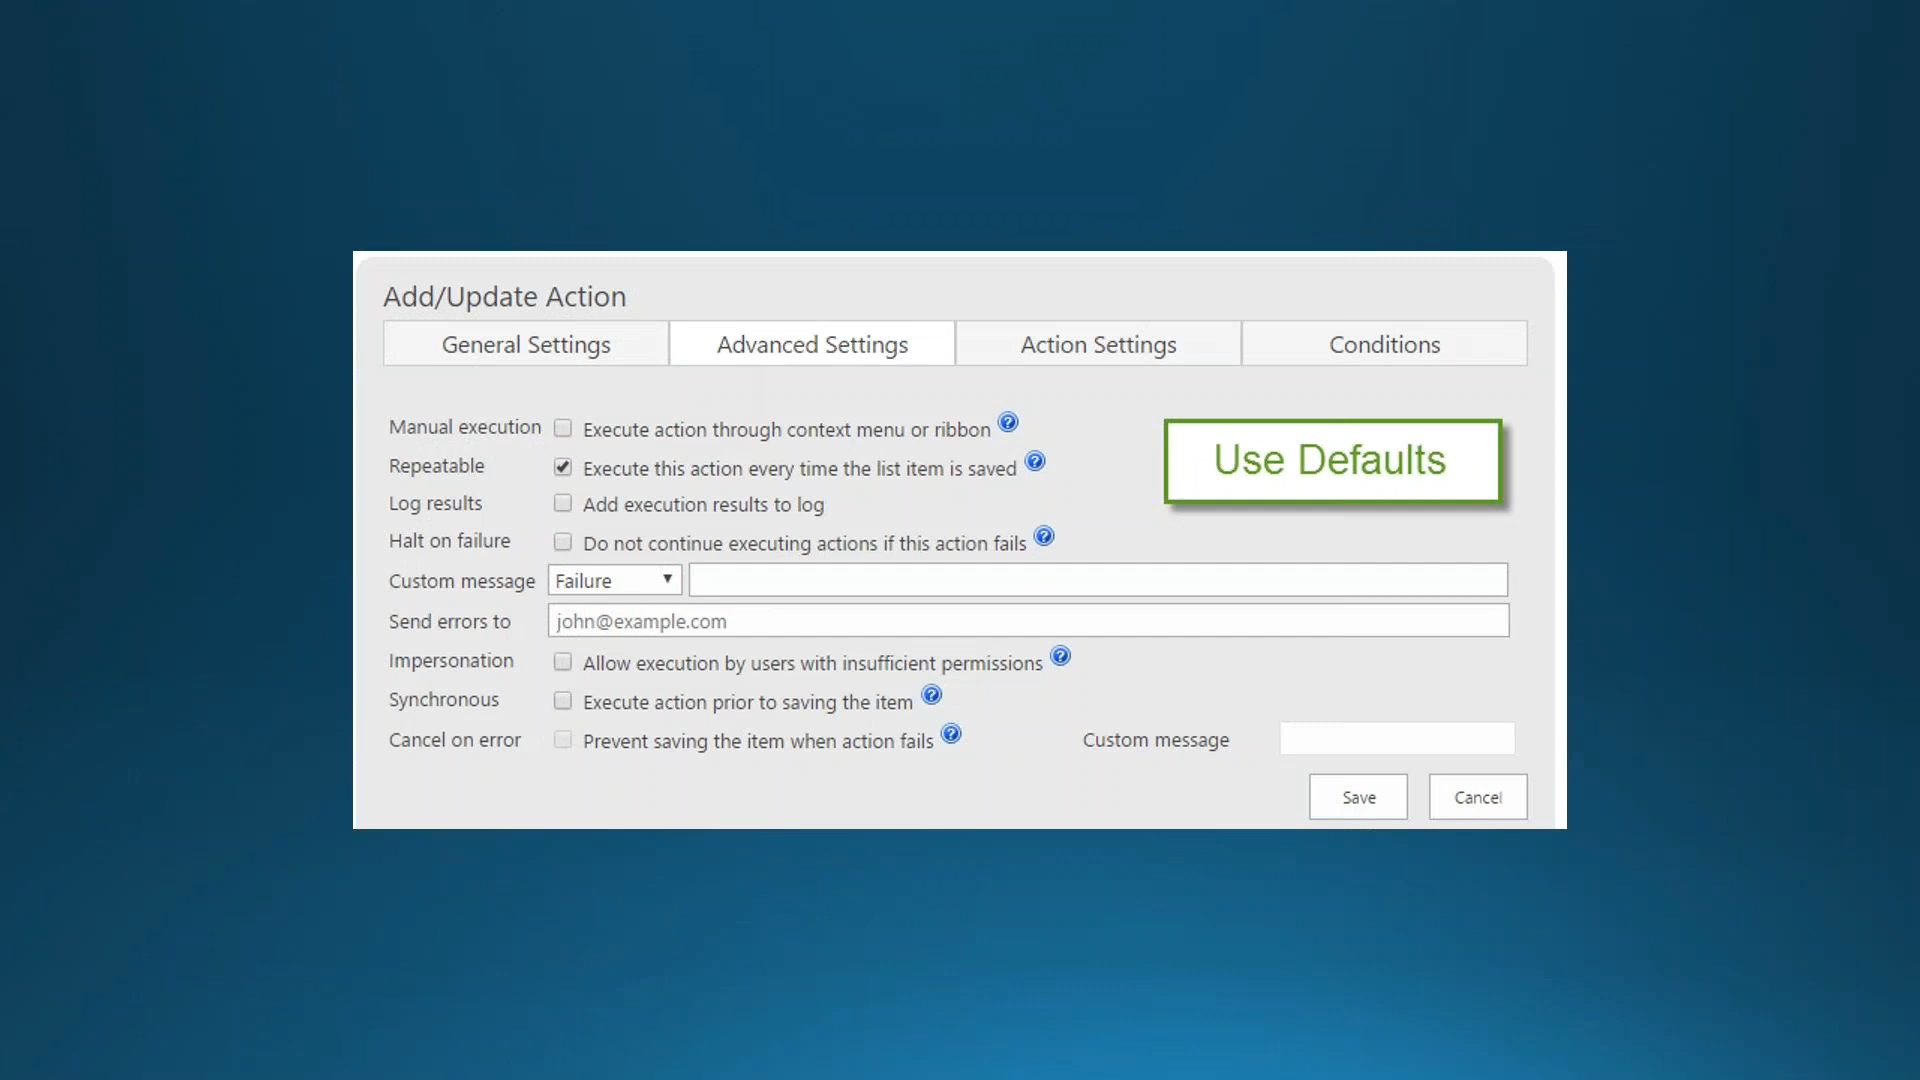 Add/Update Action
General Settings Advanced Settings Action Settings Conditions
Manual execution Execute action through context menu or ribbon ?
Use Defaults
Repeatable Execute this action every time the list item is saved ?
Log results Add execution results to log
Halt on failure Do not continue executing actions if this action fails ?
Custom message Failure
Send errors to john@example.com
Impersonation Allow execution by users with insufficient permissions ?
Synchronous Execute action prior to saving the item ?
Cancel on error Prevent saving the item when action fails ? Custom message
Save Cancel